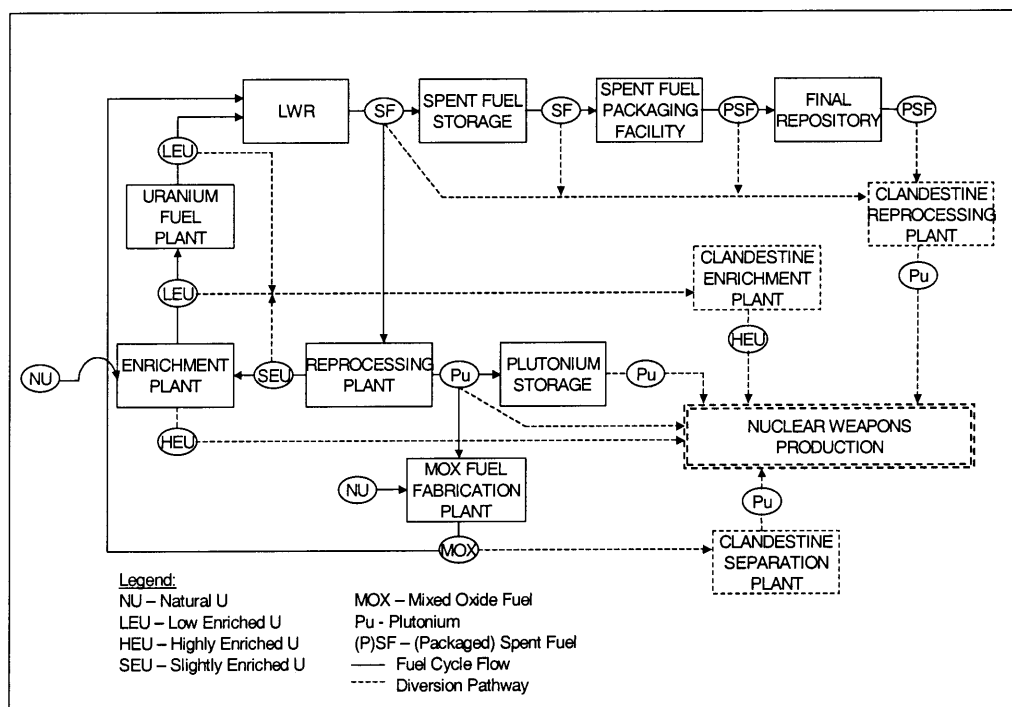 LWR
SF
SPENT FUEL
STORAGE
SF
SPENT FUEL
PACKAGING
FACILITY
PSF
FINAL
REPOSITORY
PSF
LEU
URANIUM
FUEL
PLANT
CLANDESTINE
REPROCESSING
PLANT
CLANDESTINE
ENRICHMENT
PLANT
Pu
LEU
HEU
NU
ENRICHMENT
PLANT
SEU
REPROCESSING
PLANT
Pu
PLUTONIUM
STORAGE
Pu
HEU
NUCLEAR WEAPONS
PRODUCTION
NU
MOX FUEL
FABRICATION
PLANT
Pu
MOX
CLANDESTINE
SEPARATION
PLANT
Legend:
NU – Natural U
LEU – Low Enriched U
HEU – Highly Enriched U
SEU – Slightly Enriched U
MOX – Mixed Oxide Fuel
Pu - Plutonium
(P)SF – (Packaged) Spent Fuel
Fuel Cycle Flow
Diversion Pathway